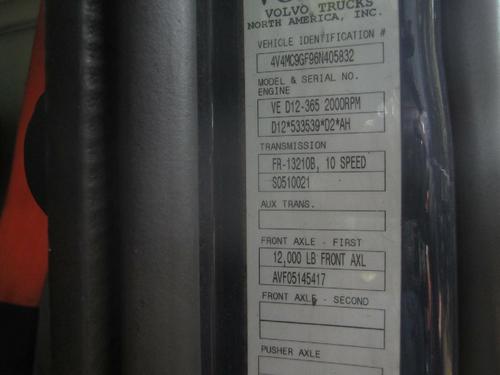 VOLVO TRUCKS
NORTH AMERICA, INC.
VEHICLE IDENTIFICATION #
4V4MC9GF96N405832
MODEL & SERIAL NO.
ENGINE
VE D12-365 2000RPM
D12*533539*D2*AH
TRANSMISSION
FR-13210B, 10 SPEED
S0510021
AUX TRANS.
FRONT AXLE - FIRST
12,000 LB FRONT AXL
AVF05145417
FRONT AXLE - SECOND
PUSHER AXLE